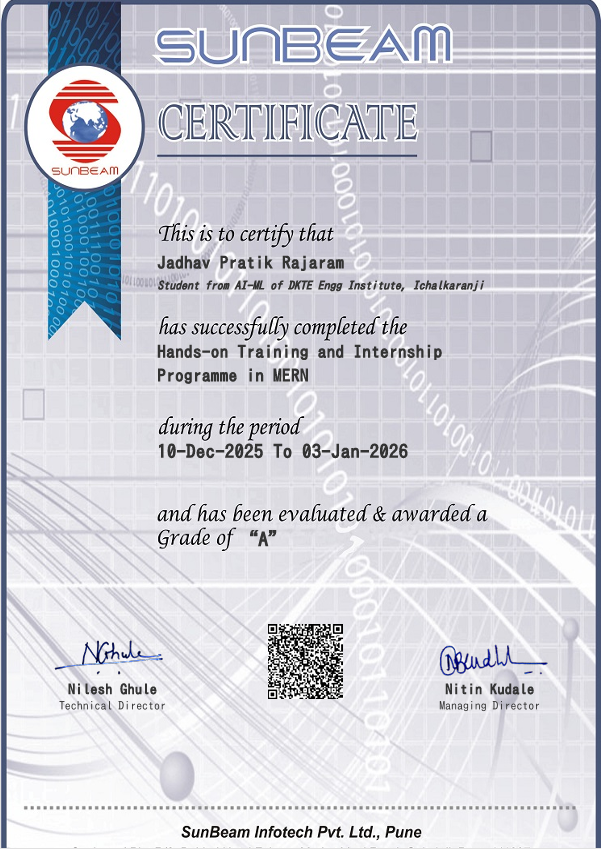 SUNBEAM
CERTIFICATE
SUNBEAM
This is to certify that
Jadhav Pratik Rajaram
Student from AI-ML of DKTE Engg Institute, Ichalkaranji
has successfully completed the
Hands-on Training and Internship
Programme in MERN
during the period
10-Dec-2025 To 03-Jan-2026
and has been evaluated & awarded a
Grade of “A”
Nilesh Ghule
Technical Director
Nitin Kudale
Managing Director
SunBeam Infotech Pvt. Ltd., Pune